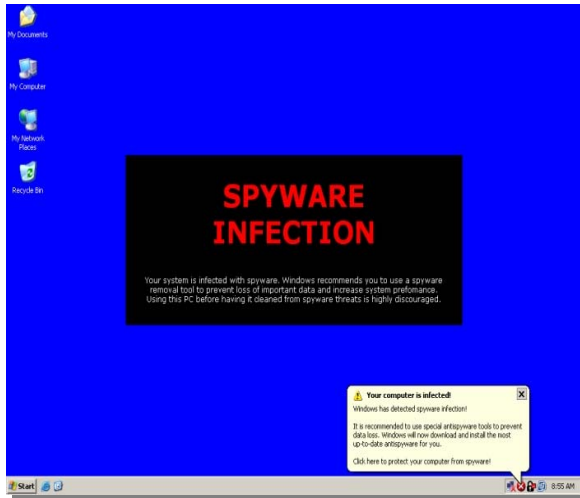 My Documents
My Computer
My Network
Places
Recycle Bin
SPYWARE
INFECTION
Your system is infected with spyware. Windows recommends you to use a spyware
removal tool to prevent loss of important data and increase system prefomance.
Using this PC before having it cleaned from spyware threats is highly discouraged.
Your computer is infected!
Windows has detected spyware infection!
It is recommended to use special antispyware tools to prevent
data loss. Windows will now download and install the most
up-to-date antispyware for you.
Click here to protect your computer from spyware!
Start
8:55 AM